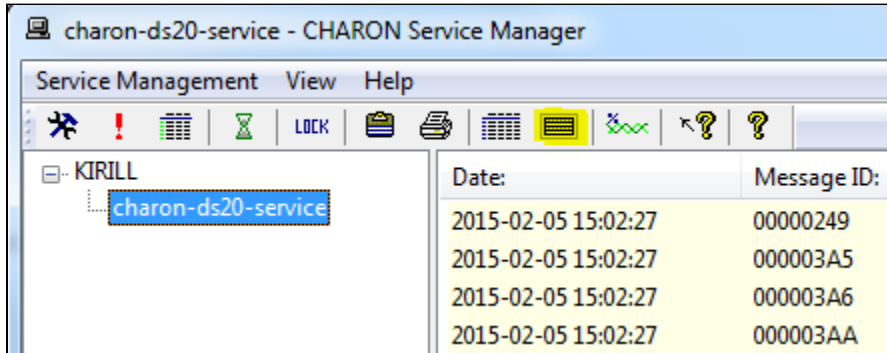 charon-ds20-service - CHARON Service Manager
Service Management View Help
LOCK
KIRILL
charon-ds20-service
Date: Message ID:
2015-02-05 15:02:27 00000249
2015-02-05 15:02:27 000003A5
2015-02-05 15:02:27 000003A6
2015-02-05 15:02:27 000003AA